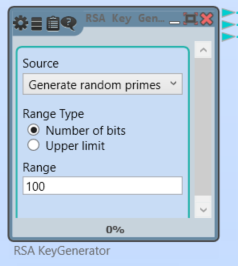 RSA Key Gen...
Source
Generate random primes
Range Type
Number of bits
Upper limit
Range
100
0%
RSA KeyGenerator